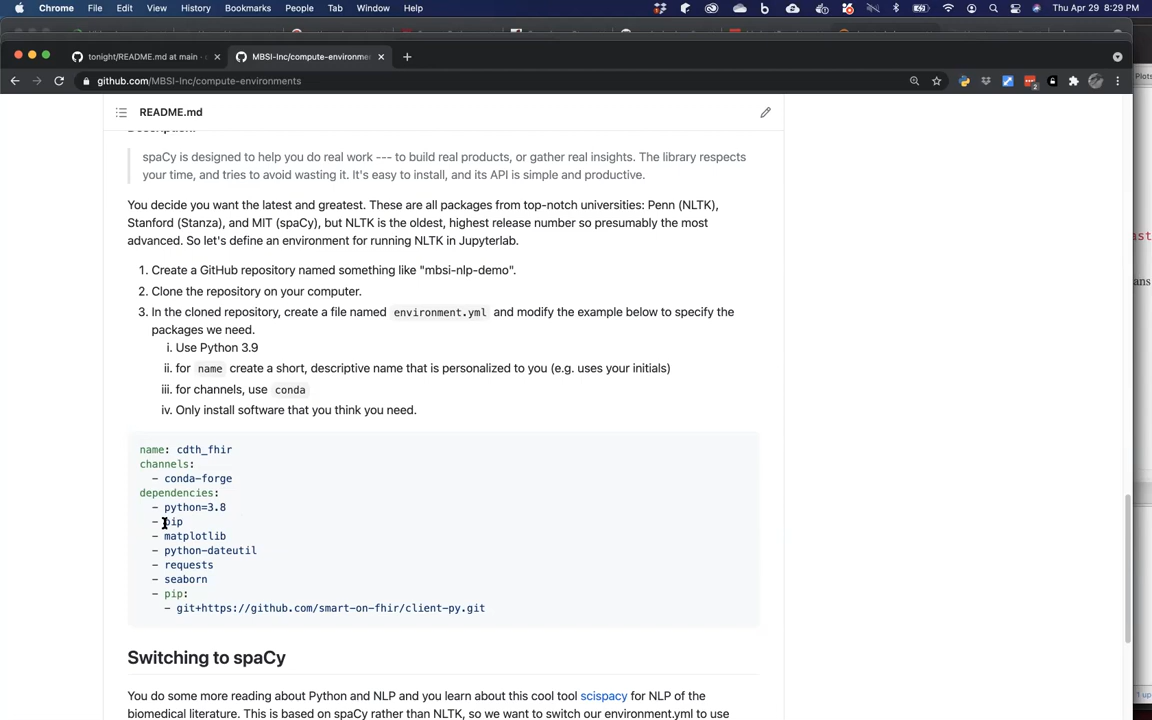 Chrome File Edit View History Bookmarks People Tab Window Help Thu Apr 29 8:29 PM
tonight/README.md at main · MBSI-Inc/compute-environme
github.com/MBSI-Inc/compute-environments
Plots
README.md
Description:
spaCy is designed to help you do real work --- to build real products, or gather real insights. The library respects
your time, and tries to avoid wasting it. It's easy to install, and its API is simple and productive.
You decide you want the latest and greatest. These are all packages from top-notch universities: Penn (NLTK),
Stanford (Stanza), and MIT (spaCy), but NLTK is the oldest, highest release number so presumably the most
advanced. So let's define an environment for running NLTK in Jupyterlab.
1. Create a GitHub repository named something like "mbsi-nlp-demo".
2. Clone the repository on your computer.
3. In the cloned repository, create a file named environment.yml and modify the example below to specify the
packages we need.
i. Use Python 3.9
ii. for name create a short, descriptive name that is personalized to you (e.g. uses your initials)
iii. for channels, use conda
iv. Only install software that you think you need.
name: cdth_fhir
channels:
- conda-forge
dependencies:
- python=3.8
- pip
- matplotlib
- python-dateutil
- requests
- seaborn
- pip:
- git+https://github.com/smart-on-fhir/client-py.git
Switching to spaCy
You do some more reading about Python and NLP and you learn about this cool tool scispacy for NLP of the
biomedical literature. This is based on spaCy rather than NLTK, so we want to switch our environment.yml to use